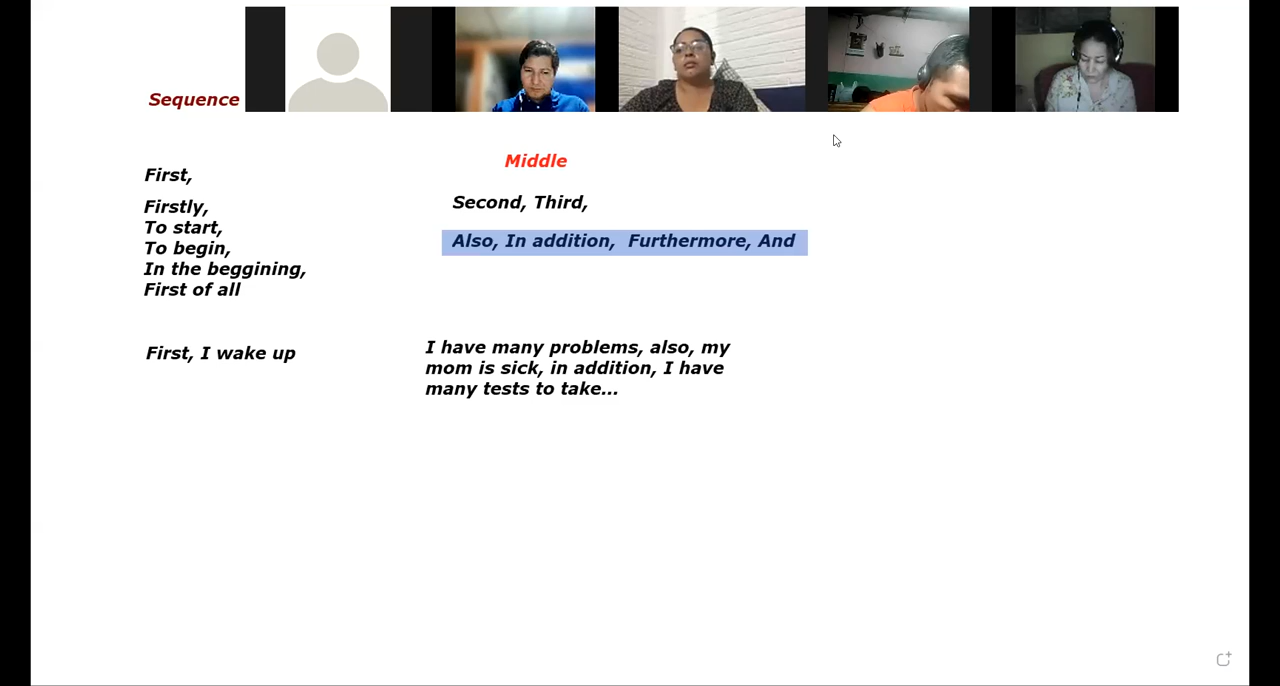 Sequence
First,
Firstly,
To start,
To begin,
In the beggining,
First of all
First, I wake up
Middle
Second, Third,
Also, In addition,  Furthermore, And
I have many problems, also, my
mom is sick, in addition, I have
many tests to take...